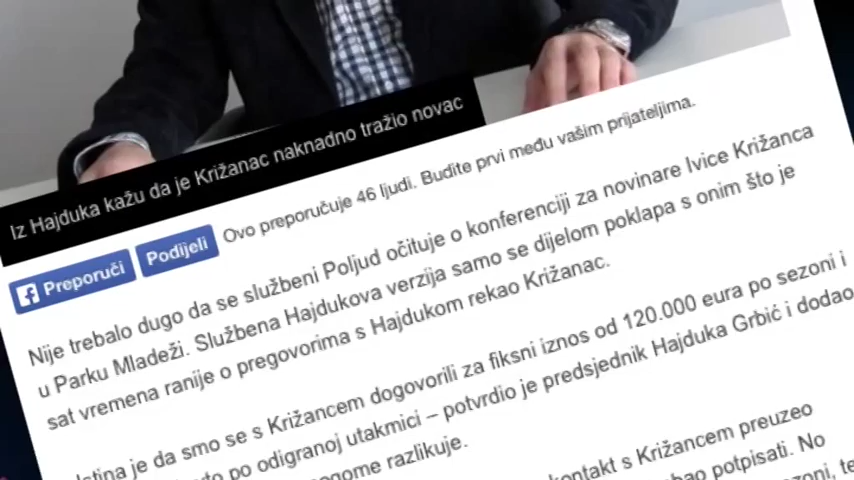 Iz Hajduka kažu da je Križanac naknadno tražio novac
Preporuči Podijeli Ovo preporučuje 46 ljudi. Budite prvi među vašim prijateljima.
Nije trebalo dugo da se službeni Poljud očituje o konferenciji za novinare Ivice Križanca
u Parku Mladeži. Službena Hajdukova verzija samo se dijelom poklapa s onim što je
sat vremena ranije o pregovorima s Hajdukom rekao Križanac.
Istina je da smo se s Križancem dogovorili za fiksni iznos od 120.000 eura po sezoni i
po odigranoj utakmici – potvrdio je predsjednik Hajduka Grbić i dodao
razlikuje.
kontakt s Križancem preuzeo
potpisati. No